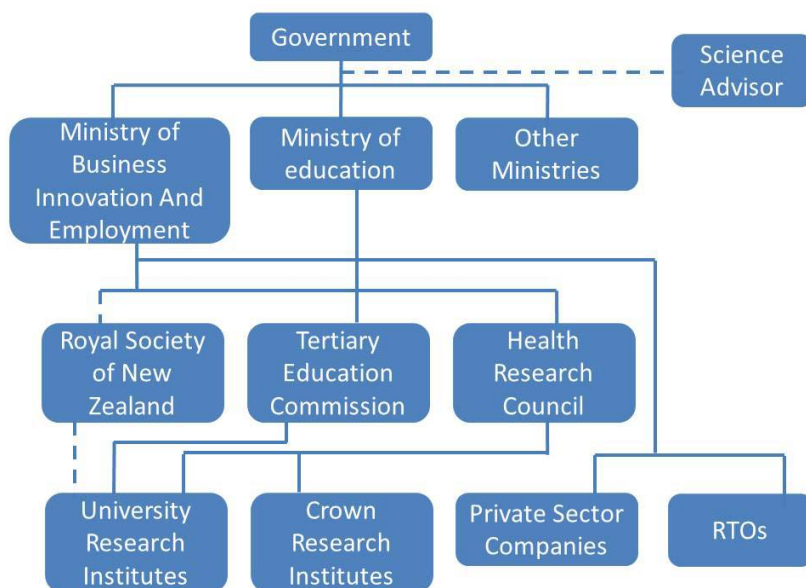 Government
Science
Advisor
Ministry of
Business
Innovation And
Employment
Ministry of
education
Other
Ministries
Royal Society
of New
Zealand
Tertiary
Education
Commission
Health
Research
Council
University
Research
Institutes
Crown
Research
Institutes
Private Sector
Companies
RTOs